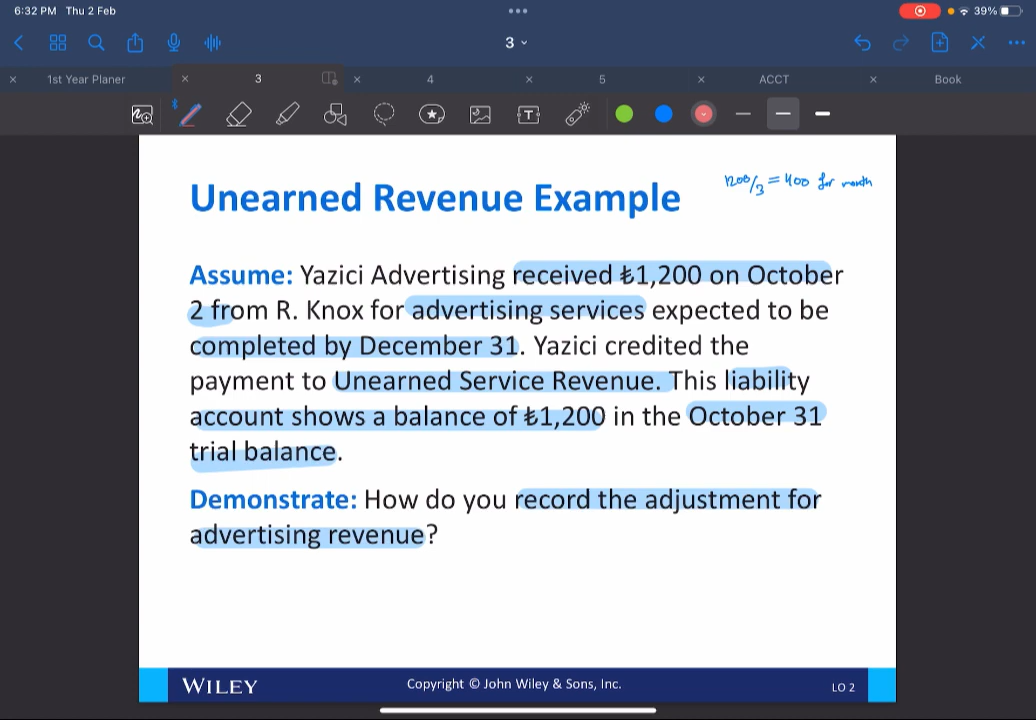 6:32 PM Thu 2 Feb
39%
3
1st Year Planer
3
4
5
ACCT
Book
T
Unearned Revenue Example
1200/3 = 400 for month
Assume: Yazici Advertising received ₺1,200 on October
2 from R. Knox for advertising services expected to be
completed by December 31. Yazici credited the
payment to Unearned Service Revenue. This liability
account shows a balance of ₺1,200 in the October 31
trial balance.
Demonstrate: How do you record the adjustment for
advertising revenue?
WILEY
Copyright © John Wiley & Sons, Inc.
LO 2